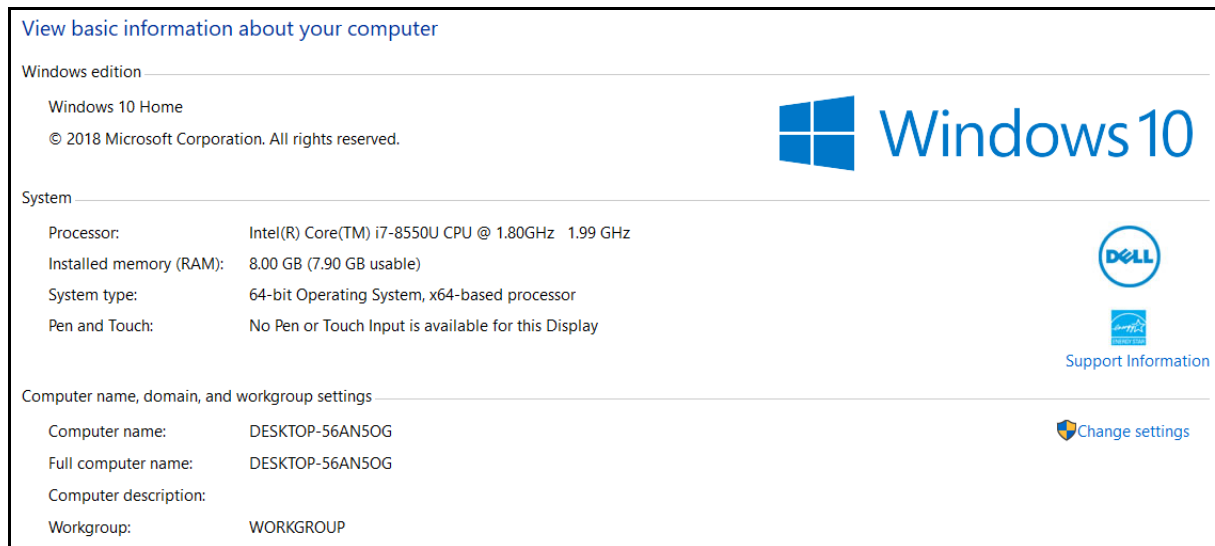 View basic information about your computer
Windows edition
Windows 10 Home
© 2018 Microsoft Corporation. All rights reserved.
Windows 10
System
Processor: Intel(R) Core(TM) i7-8550U CPU @ 1.80GHz 1.99 GHz
Installed memory (RAM): 8.00 GB (7.90 GB usable)
System type: 64-bit Operating System, x64-based processor
Pen and Touch: No Pen or Touch Input is available for this Display
DELL
ENERGY STAR
Support Information
Computer name, domain, and workgroup settings
Computer name: DESKTOP-56AN5OG
Change settings
Full computer name: DESKTOP-56AN5OG
Computer description:
Workgroup: WORKGROUP